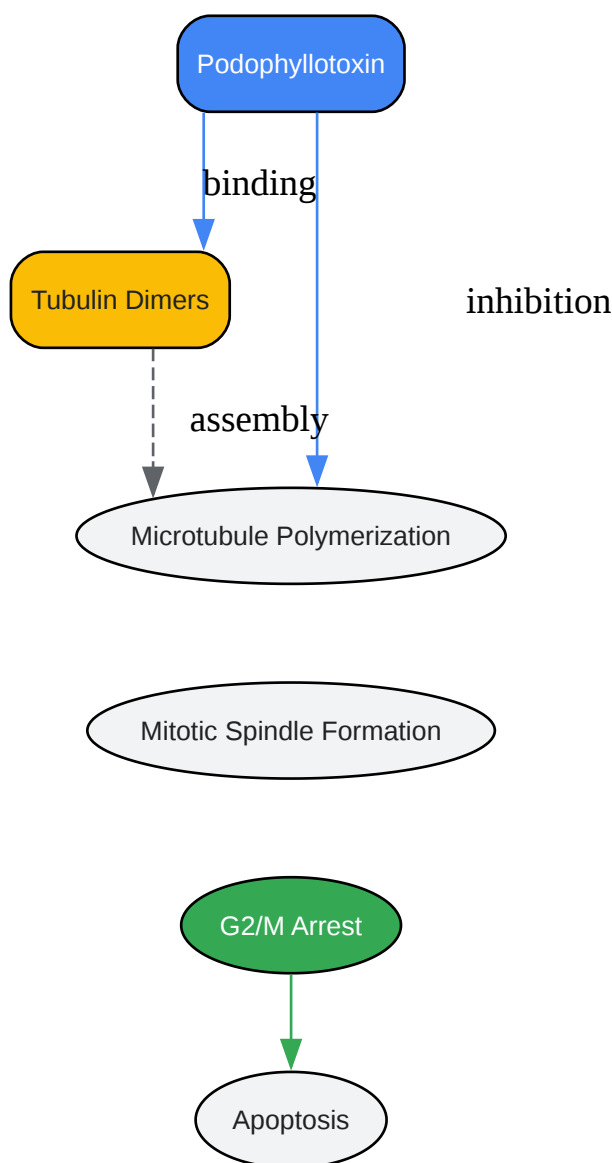 Podophyllotoxin
binding
Tubulin Dimers
inhibition
assembly
Microtubule Polymerization
Mitotic Spindle Formation
G2/M Arrest
Apoptosis